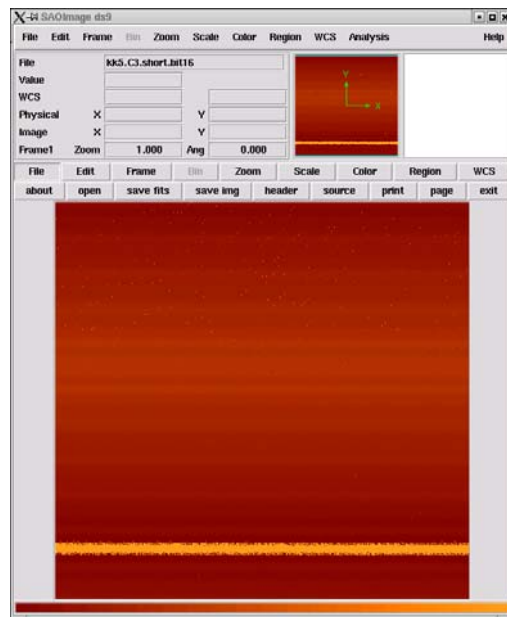 SAOImage ds9
File Edit Frame Bin Zoom Scale Color Region WCS Analysis Help
File kk5.C3.short.bit16
Value
WCS
Physical X Y
Image X Y
Frame1 Zoom 1.000 Ang 0.000
Y
X
File Edit Frame Bin Zoom Scale Color Region WCS
about open save fits save img header source print page exit